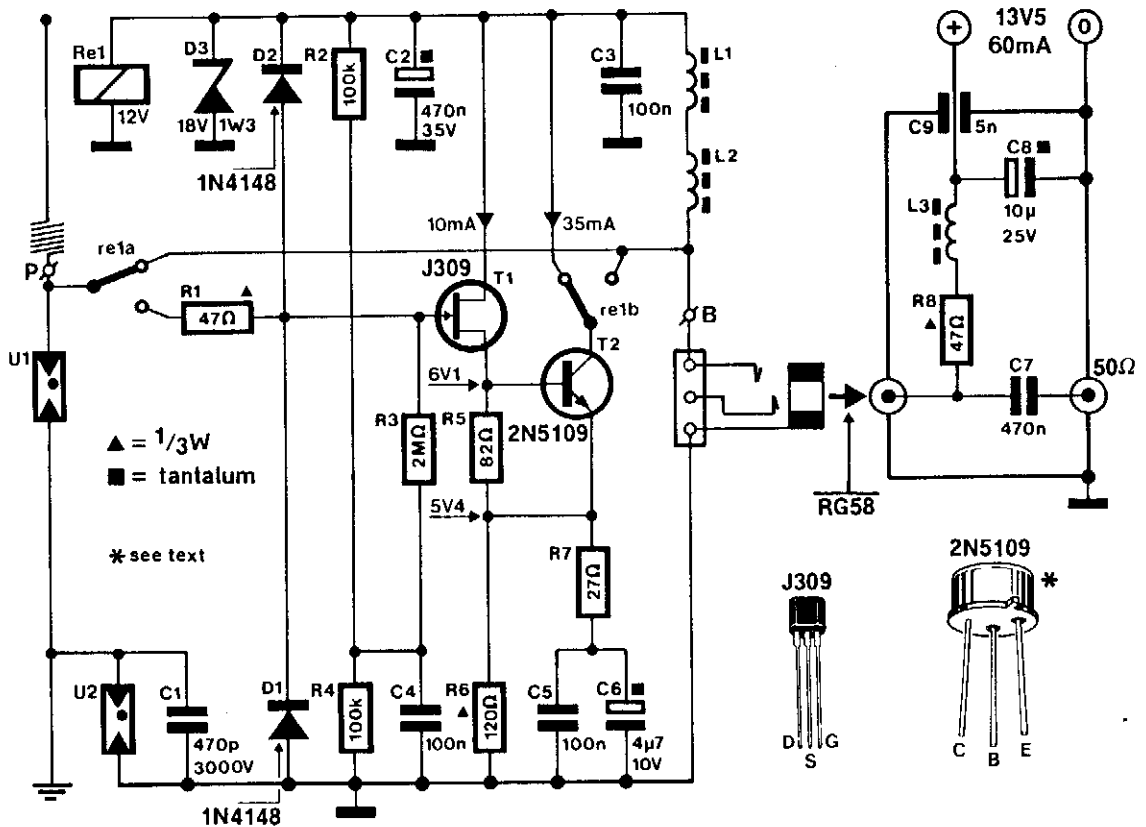 13V5
60mA
+
0
Re1
12V
D3
18V 1W3
D2
1N4148
R2
100k
C2
470n
35V
C3
100n
L1
L2
C9
5n
C8
10µ
25V
L3
R8
47Ω
C7
470n
50Ω
P
re1a
R1
47Ω
10mA
35mA
J309
T1
re1b
T2
2N5109
B
U1
6V1
R3
2MΩ
R5
82Ω
5V4
R7
27Ω
▲ = 1/3W
■ = tantalum
* see text
RG58
U2
C1
470p
3000V
D1
1N4148
R4
100k
C4
100n
R6
120Ω
C5
100n
C6
4µ7
10V
J309
D
S
G
2N5109
*
C
B
E